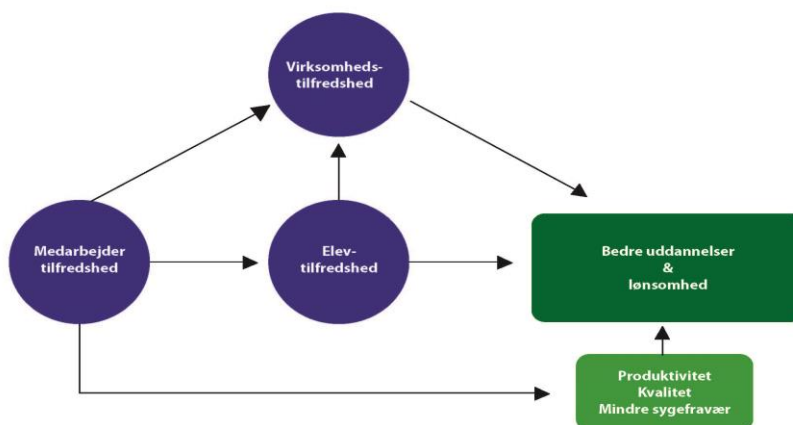 Virksomheds-
tilfredshed
Medarbejder
tilfredshed
Elev-
tilfredshed
Bedre uddannelser
&
lønsomhed
Produktivitet
Kvalitet
Mindre sygefravær